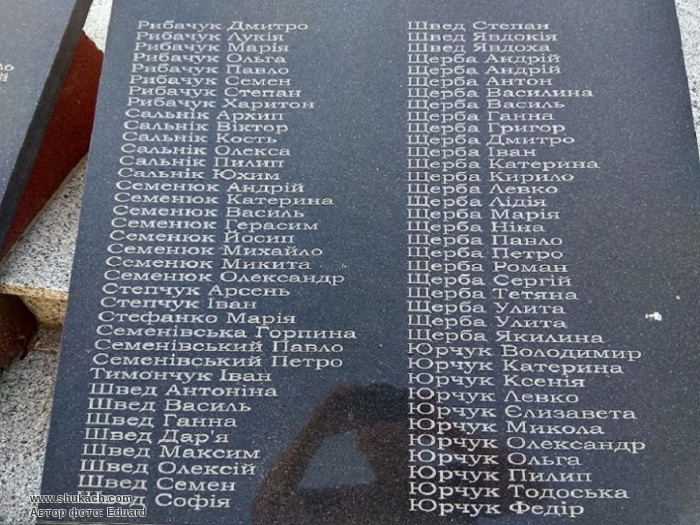 Рибачук Дмитро
Рибачук Лукія
Рибачук Марія
Рибачук Ольга
Рибачук Павло
Рибачук Семен
Рибачук Степан
Рибачук Харитон
Сальнік Архип
Сальнік Віктор
Сальнік Кость
Сальнік Олекса
Сальнік Пилип
Сальнік Юхим
Семенюк Андрій
Семенюк Катерина
Семенюк Василь
Семенюк Герасим
Семенюк Йосип
Семенюк Михайло
Семенюк Микита
Семенюк Олександр
Степчук Арсень
Степчук Іван
Стефанко Марія
Семенівська Горпина
Семенівський Павло
Семенівський Петро
Тимончук Іван
Швед Антоніна
Швед Василь
Швед Ганна
Швед Дар'я
Швед Максим
Швед Олексій
Швед Семен
Швед Софія
Швед Степан
Швед Явдокія
Швед Явдоха
Щерба Андрій
Щерба Андрій
Щерба Антон
Щерба Василина
Щерба Василь
Щерба Ганна
Щерба Григор
Щерба Дмитро
Щерба Іван
Щерба Катерина
Щерба Кирило
Щерба Левко
Щерба Лідія
Щерба Марія
Щерба Ніна
Щерба Павло
Щерба Петро
Щерба Роман
Щерба Сергій
Щерба Тетяна
Щерба Улита
Щерба Улита
Щерба Якилина
Юрчук Володимир
Юрчук Катерина
Юрчук Ксенія
Юрчук Левко
Юрчук Єлизавета
Юрчук Микола
Юрчук Олександр
Юрчук Ольга
Юрчук Пилип
Юрчук Тодоська
Юрчук Федір
www.shukach.com
Автор фото: Eduard